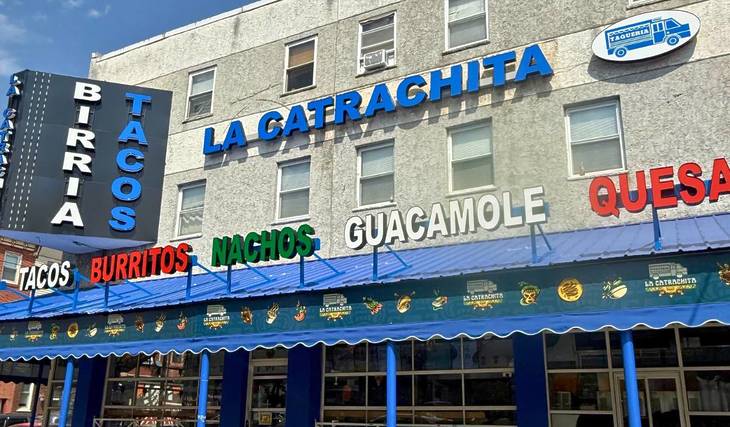 TAQUERIA
LA CATRACHITA
BIRRIA
TACOS
TACOS
BURRITOS
NACHOS
GUACAMOLE
QUESA
LA CATRACHITA
LA CATRACHITA
LA CATRACHITA